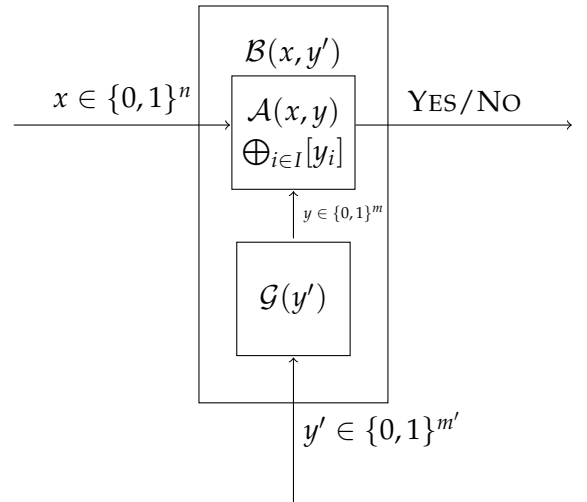 ℬ(x, y′)
x ∈ {0, 1}ⁿ
𝒜(x, y)
YES/NO
⊕_{i∈I}[y_i]
y ∈ {0, 1}ᵐ
𝒢(y′)
y′ ∈ {0, 1}^{m′}